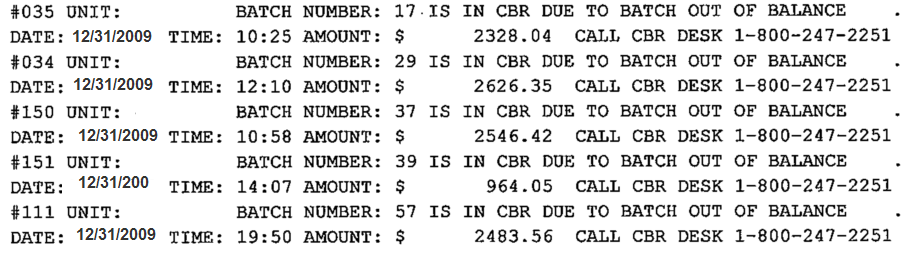 #035 UNIT: BATCH NUMBER: 17 IS IN CBR DUE TO BATCH OUT OF BALANCE .
DATE: 12/31/2009 TIME: 10:25 AMOUNT: $ 2328.04 CALL CBR DESK 1-800-247-2251
#034 UNIT: BATCH NUMBER: 29 IS IN CBR DUE TO BATCH OUT OF BALANCE .
DATE: 12/31/2009 TIME: 12:10 AMOUNT: $ 2626.35 CALL CBR DESK 1-800-247-2251
#150 UNIT: BATCH NUMBER: 37 IS IN CBR DUE TO BATCH OUT OF BALANCE .
DATE: 12/31/2009 TIME: 10:58 AMOUNT: $ 2546.42 CALL CBR DESK 1-800-247-2251
#151 UNIT: BATCH NUMBER: 39 IS IN CBR DUE TO BATCH OUT OF BALANCE .
DATE: 12/31/200 TIME: 14:07 AMOUNT: $ 964.05 CALL CBR DESK 1-800-247-2251
#111 UNIT: BATCH NUMBER: 57 IS IN CBR DUE TO BATCH OUT OF BALANCE .
DATE: 12/31/2009 TIME: 19:50 AMOUNT: $ 2483.56 CALL CBR DESK 1-800-247-2251